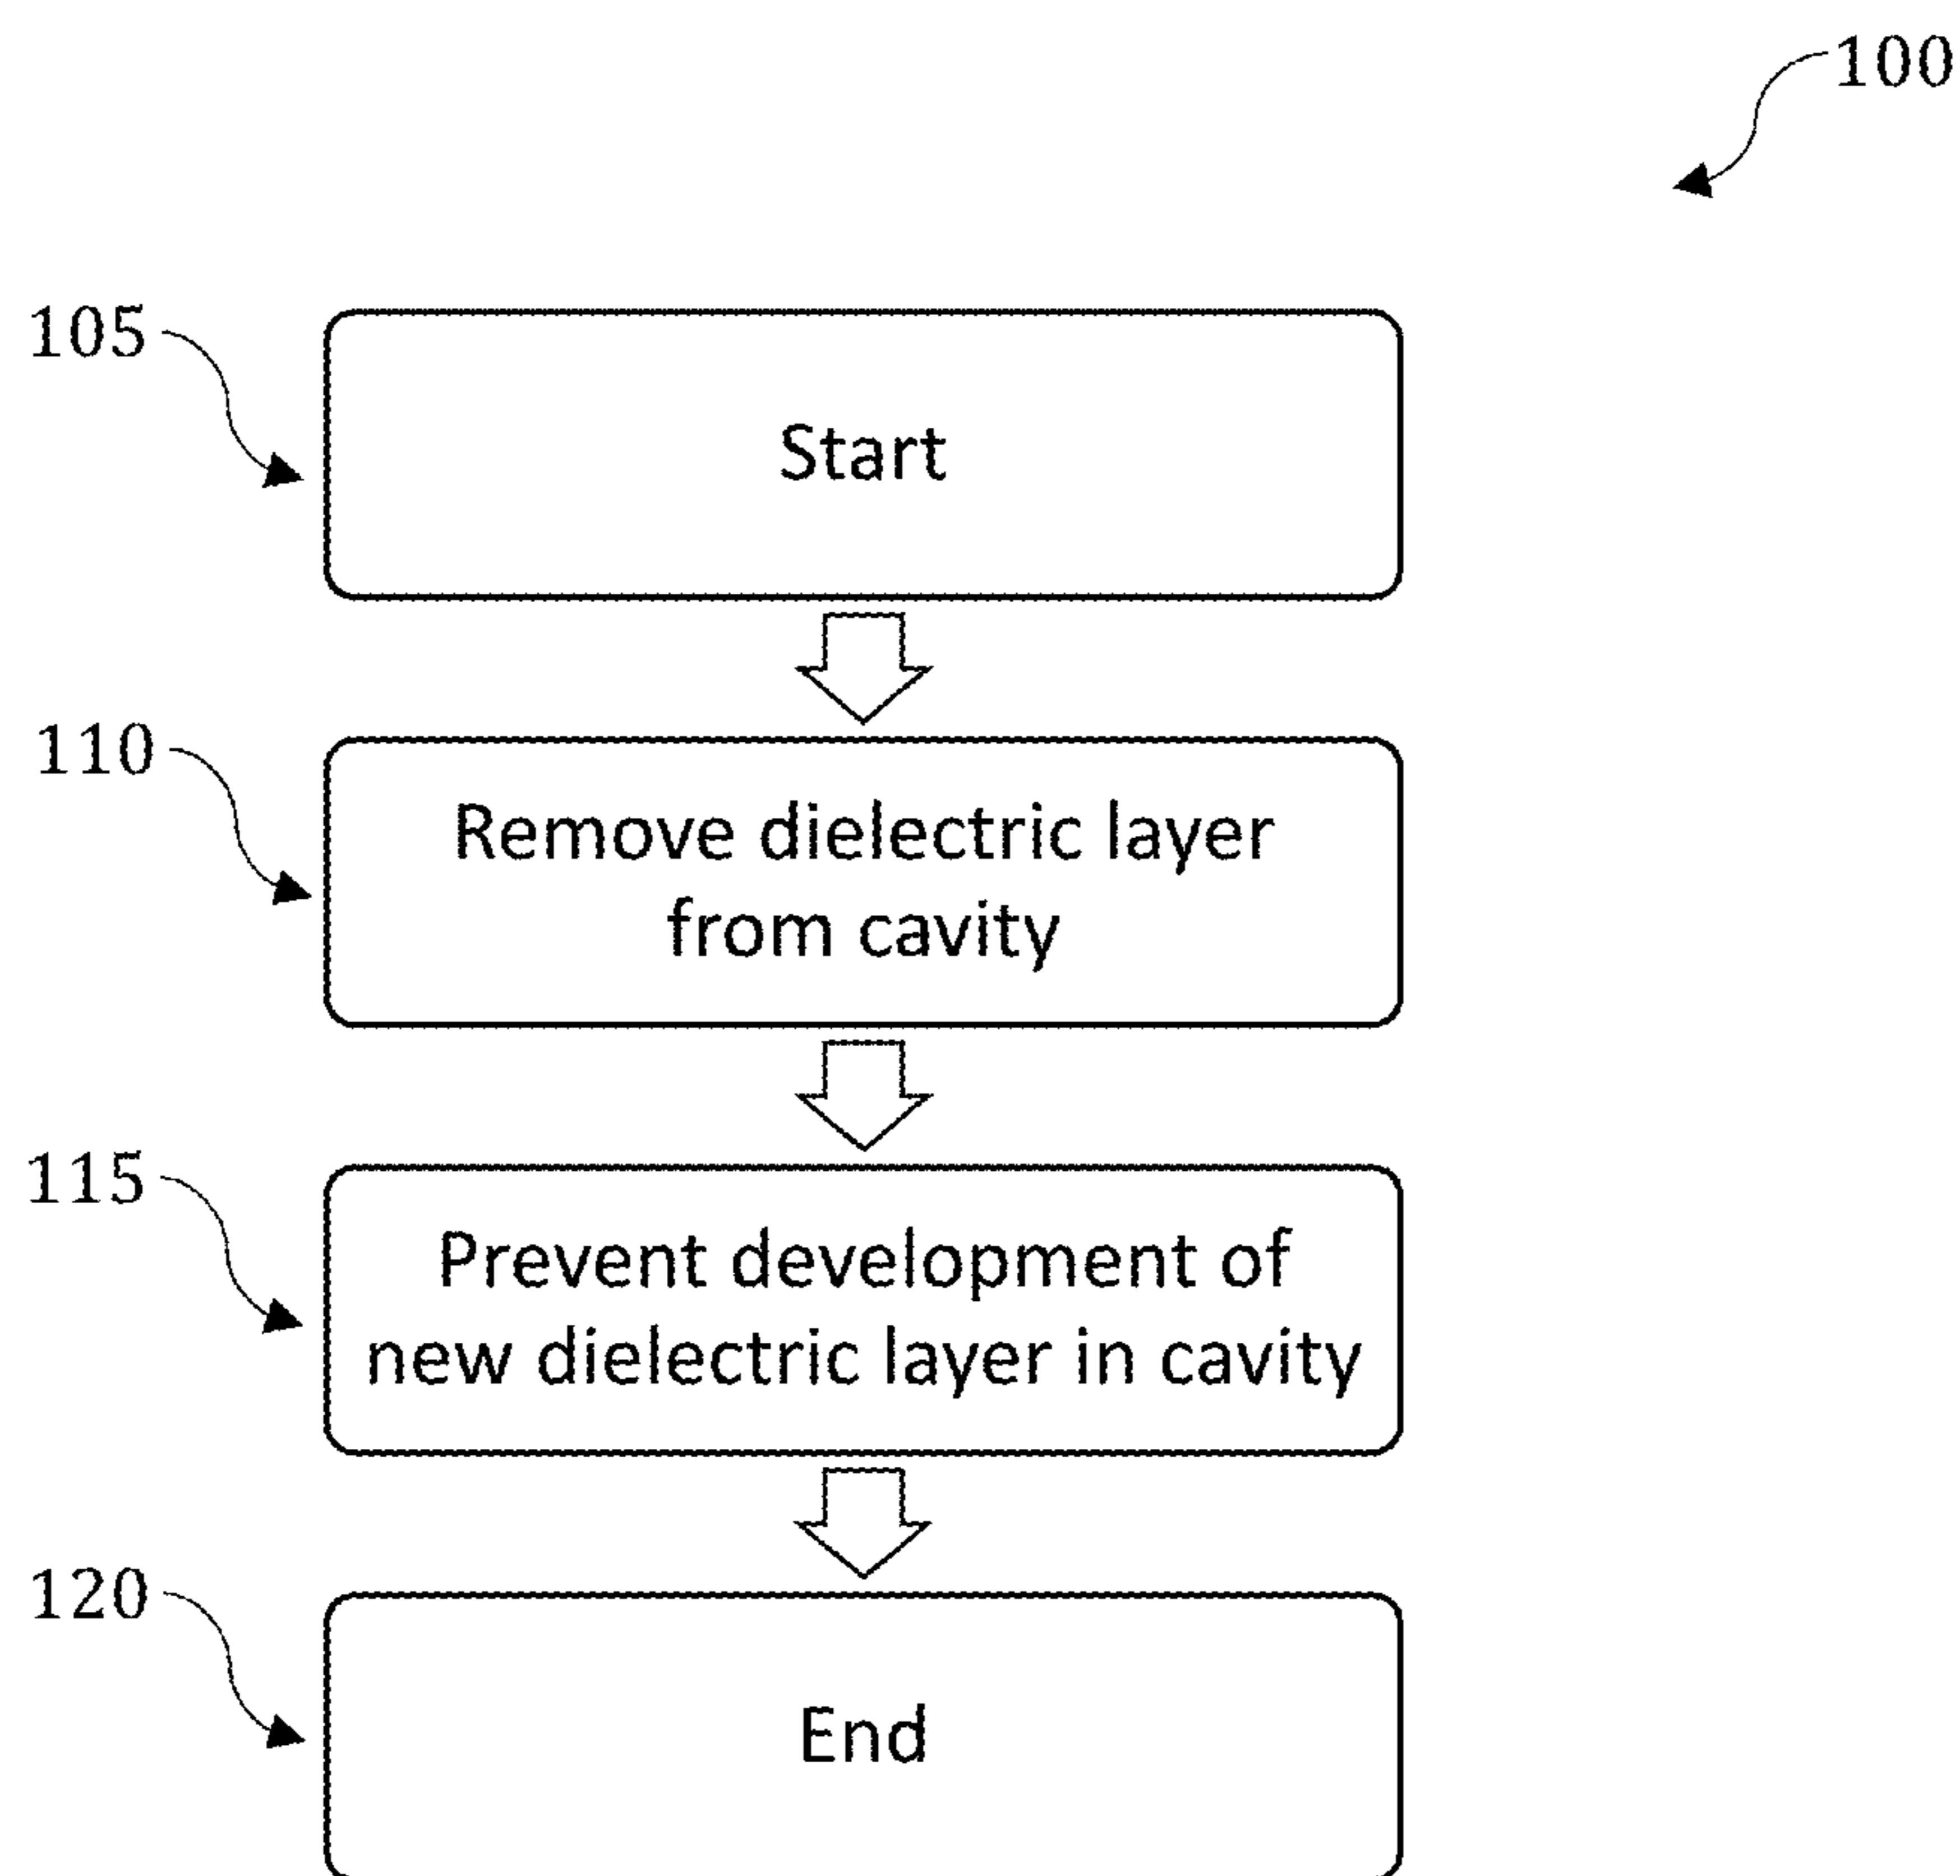 100
105
Start
110
Remove dielectric layer
from cavity
115
Prevent development of
new dielectric layer in cavity
120
End